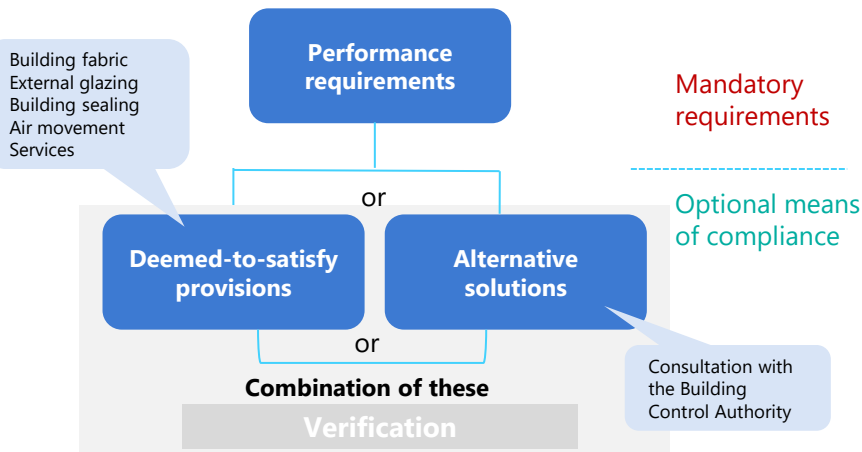 Performance
requirements
Building fabric
External glazing
Building sealing
Air movement
Services
Mandatory
requirements
or
Optional means
of compliance
Deemed-to-satisfy
provisions
Alternative
solutions
or
Combination of these
Consultation with
the Building
Control Authority
Verification